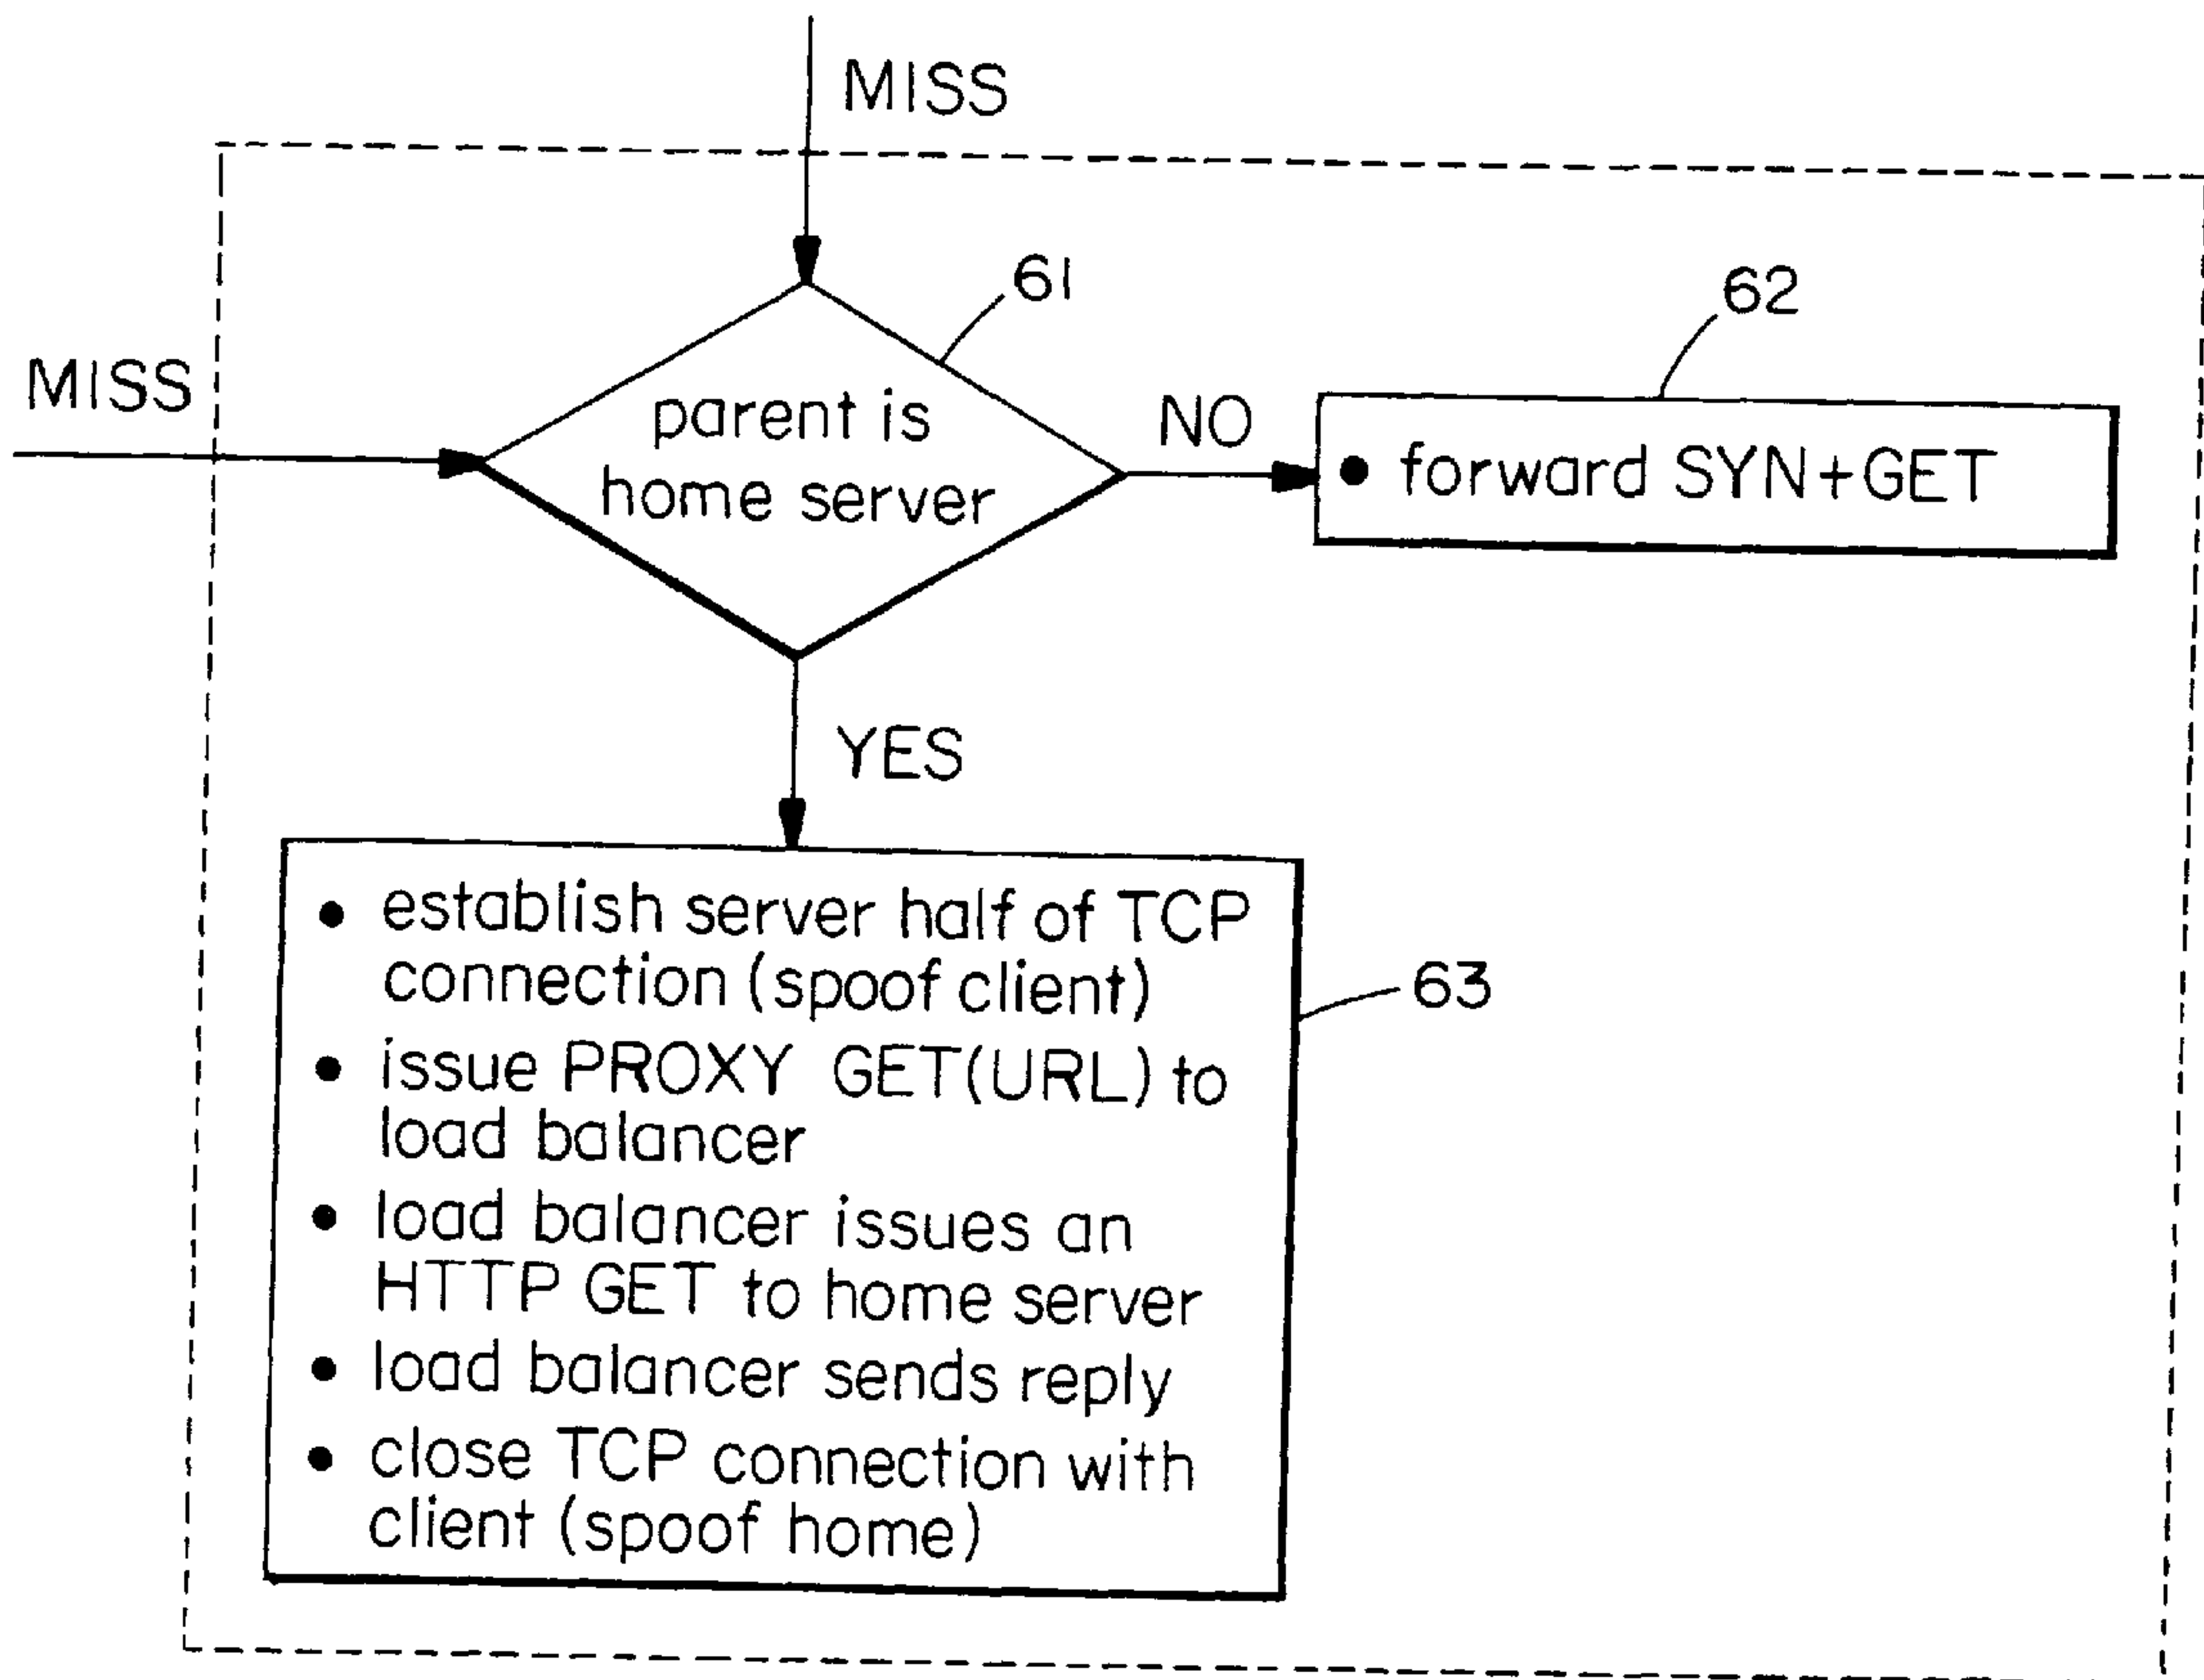 MISS
61
62
MISS
parent is
home server
NO
• forward SYN+GET
YES
• establish server half of TCP
connection (spoof client)
63
• issue PROXY GET(URL) to
load balancer
• load balancer issues an
HTTP GET to home server
• load balancer sends reply
• close TCP connection with
client (spoof home)